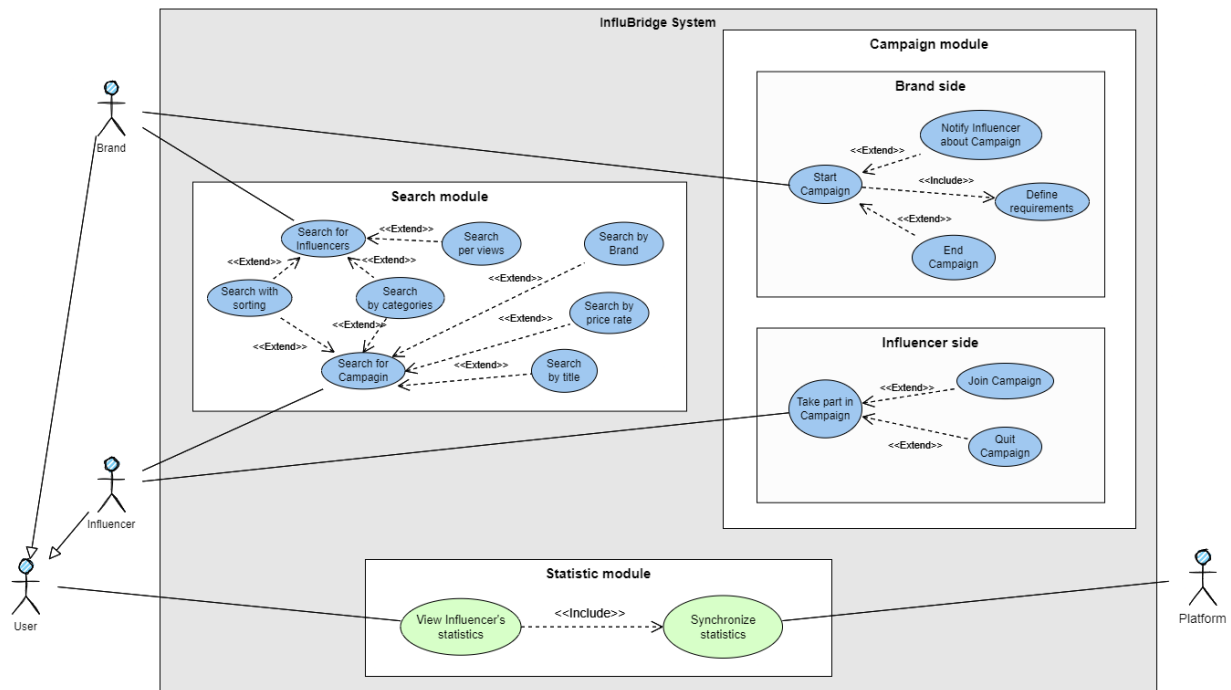 InfluBridge System
Campaign module
Brand side
Brand
Notify Influencer
about Campaign
<<Extend>>
Start
Campaign
<<Include>>
Define
requirements
<<Extend>>
End
Campaign
Search module
Search for
Influencers
<<Extend>>
Search
per views
Search by
Brand
<<Extend>>
<<Extend>>
<<Extend>>
Search with
sorting
Search
by categories
Search by
price rate
<<Extend>>
<<Extend>>
<<Extend>>
Search for
Campagin
<<Extend>>
Search
by title
Influencer side
Take part in
Campaign
<<Extend>>
Join Campaign
<<Extend>>
Quit
Campaign
Influencer
User
Statistic module
View Influencer's
statistics
<<Include>>
Synchronize
statistics
Platform